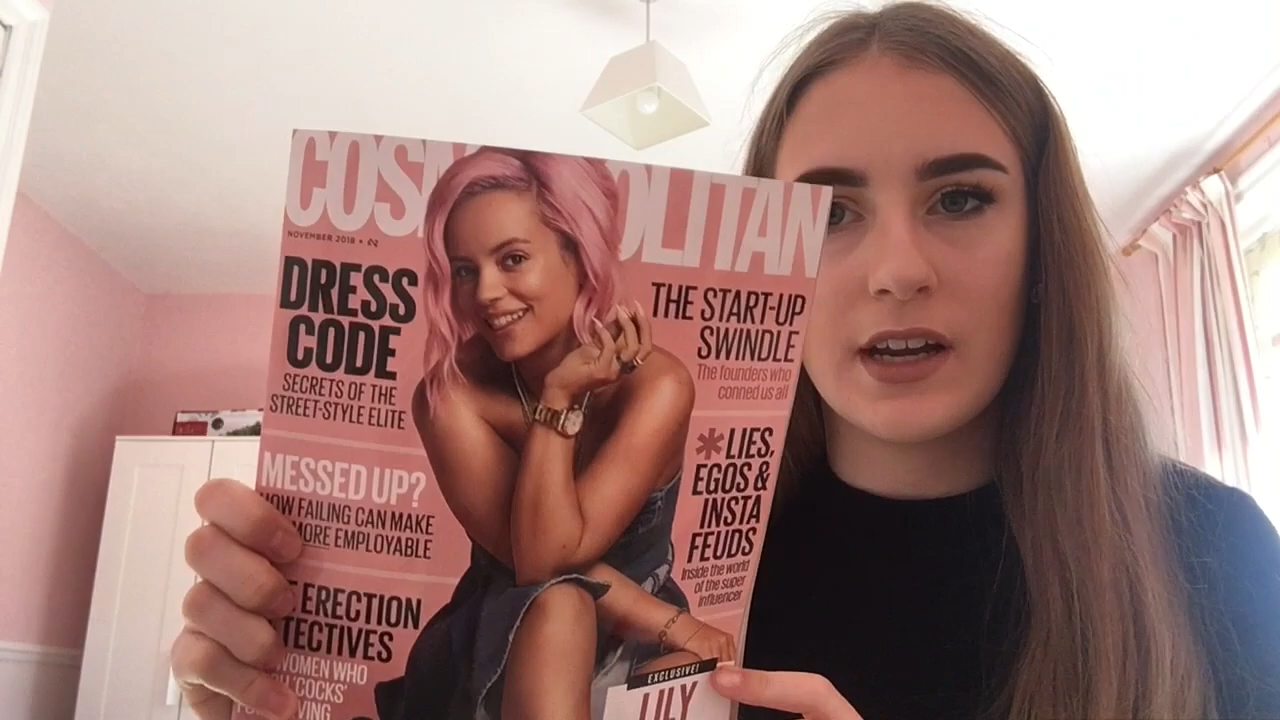 COSMOPOLITAN
NOVEMBER 2018 •
DRESS
CODE
SECRETS OF THE
STREET-STYLE ELITE
MESSED UP?
HOW FAILING CAN MAKE
MORE EMPLOYABLE
ERECTION
TECTIVES
WOMEN WHO
'COCKS'
VING
THE START-UP
SWINDLE
The founders who
conned us all
*LIES,
EGOS &
INSTA
FEUDS
Inside the world
of the super
influencer
EXCLUSIVE!
LILY